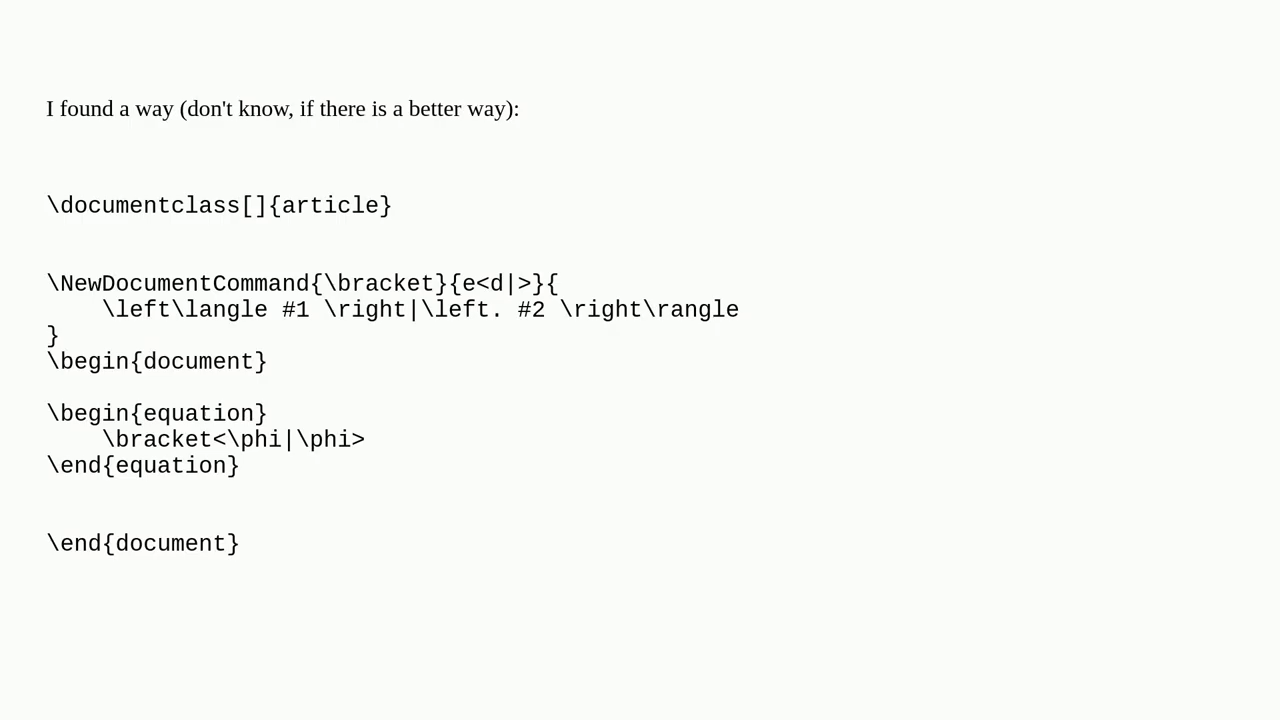 I found a way (don't know, if there is a better way):
\documentclass[]{article}
\NewDocumentCommand{\bracket}{e<d|>}{
    \left\langle #1 \right|\left. #2 \right\rangle
}
\begin{document}
\begin{equation}
    \bracket<\phi|\phi>
\end{equation}
\end{document}